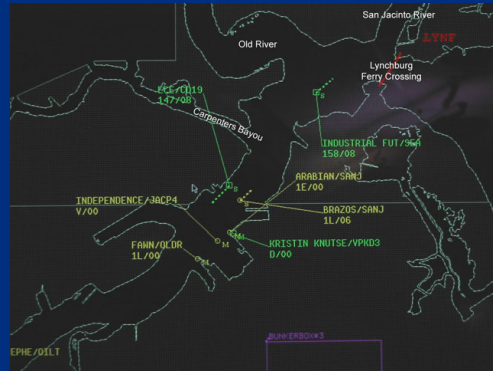 San Jacinto River
Old River
LYNF
Lynchburg
Ferry Crossing
147/08
Carpenters Bayou
INDUSTRIAL FUT/SEA
158/08
ARABIAN/SANJ
1E/00
INDEPENDENCE/JACP4
V/00
BRAZOS/SANJ
1L/06
FAWN/OLDR
1L/00
KRISTIN KNUTSE/VPKD3
D/00
BUNKERBOX#3
EPHE/OILT